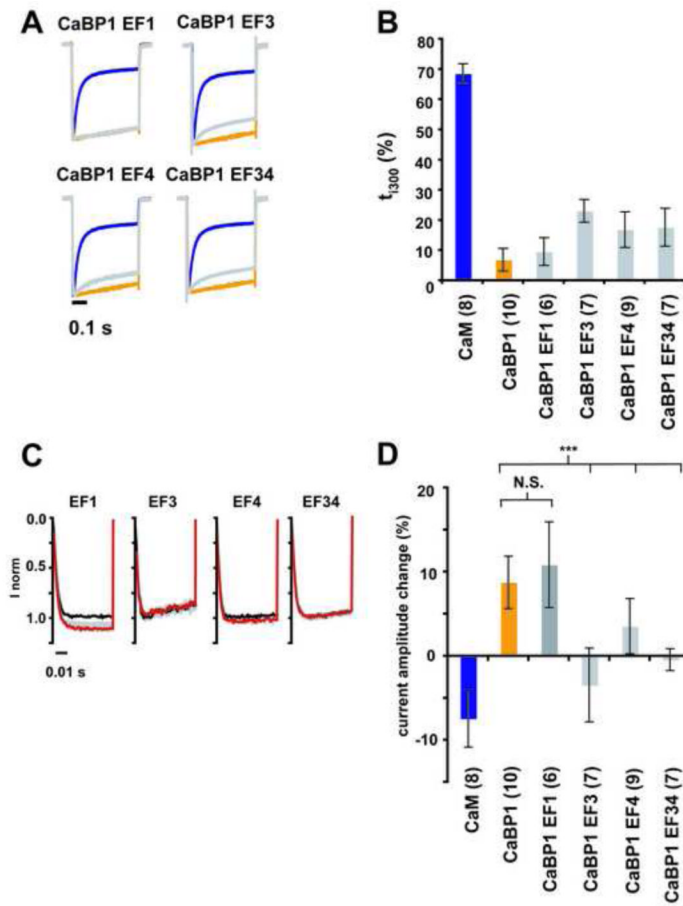 A
CaBP1 EF1
CaBP1 EF3
CaBP1 EF4
CaBP1 EF34
0.1 s
B
t i300 (%)
80
70
60
50
40
30
20
10
0
CaM (8)
CaBP1 (10)
CaBP1 EF1 (6)
CaBP1 EF3 (7)
CaBP1 EF4 (9)
CaBP1 EF34 (7)
C
EF1
EF3
EF4
EF34
I norm
0.0
0.5
1.0
0.01 s
D
***
N.S.
current amplitude change (%)
20
10
0
-10
CaM (8)
CaBP1 (10)
CaBP1 EF1 (6)
CaBP1 EF3 (7)
CaBP1 EF4 (9)
CaBP1 EF34 (7)